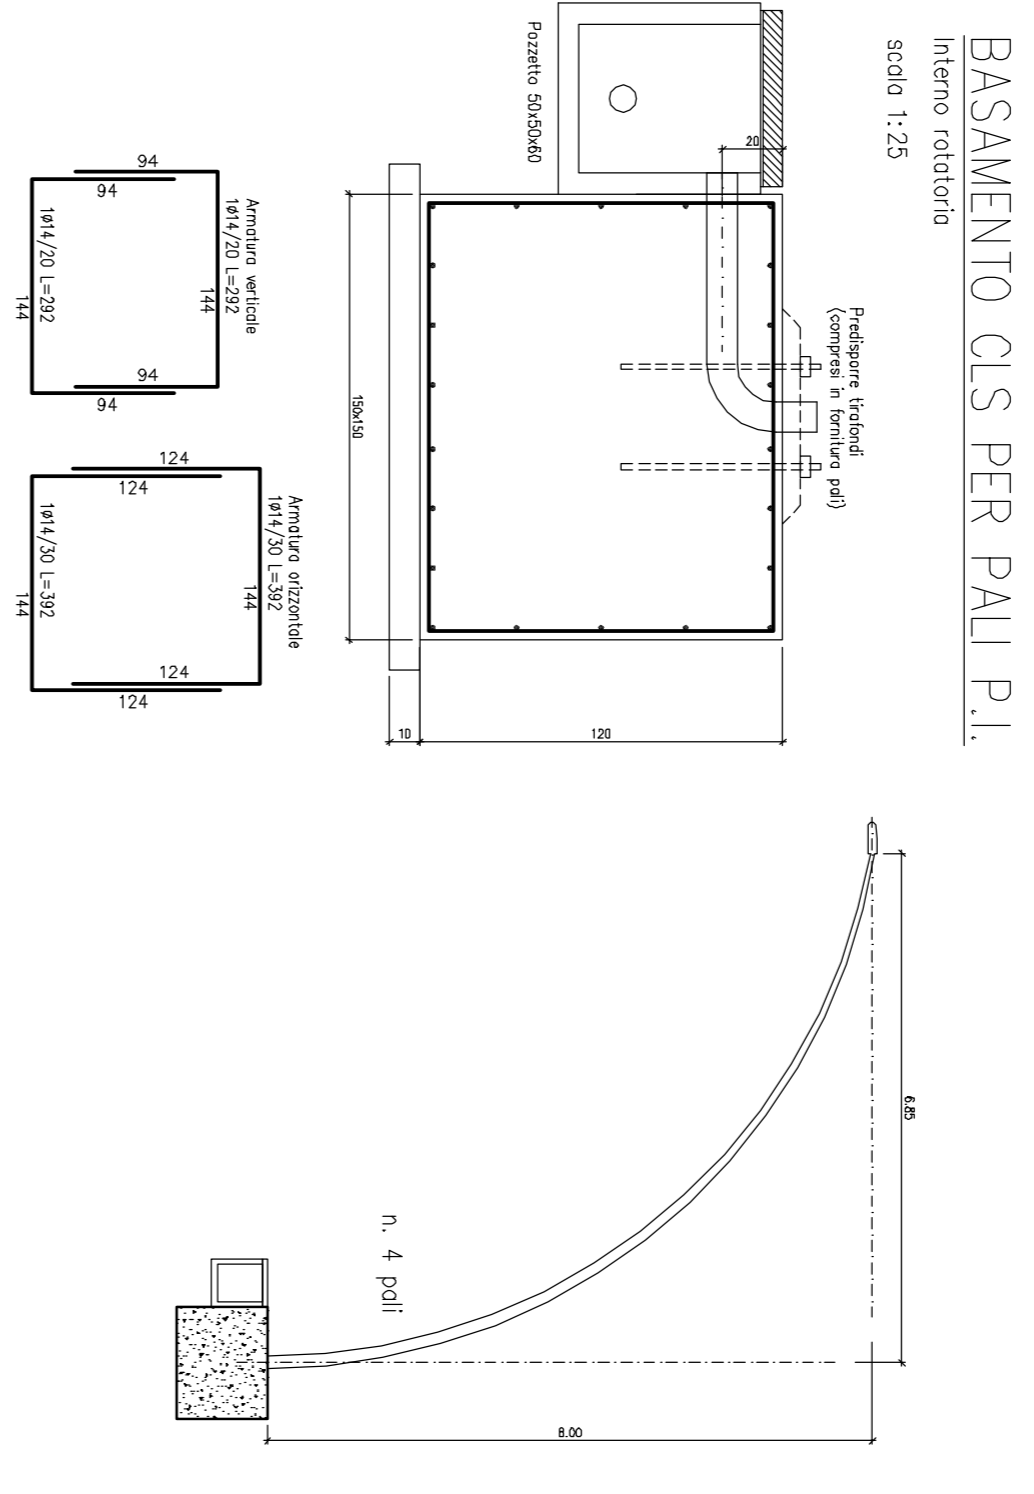 BASAMENTO CLS PER PALI P.I.
Interno rotatoria
scala 1:25
Predisporre tirafondi
(compresi in fornitura pali)
20
Pozzetto 50x50x60
150x150
10
120
Armatura verticale
1ø14/20 L=292
94
144
94
94
1ø14/20 L=292
144
94
Armatura orizzontale
1ø14/30 L=392
124
144
124
124
1ø14/30 L=392
144
124
6.85
n. 4 pali
8.00